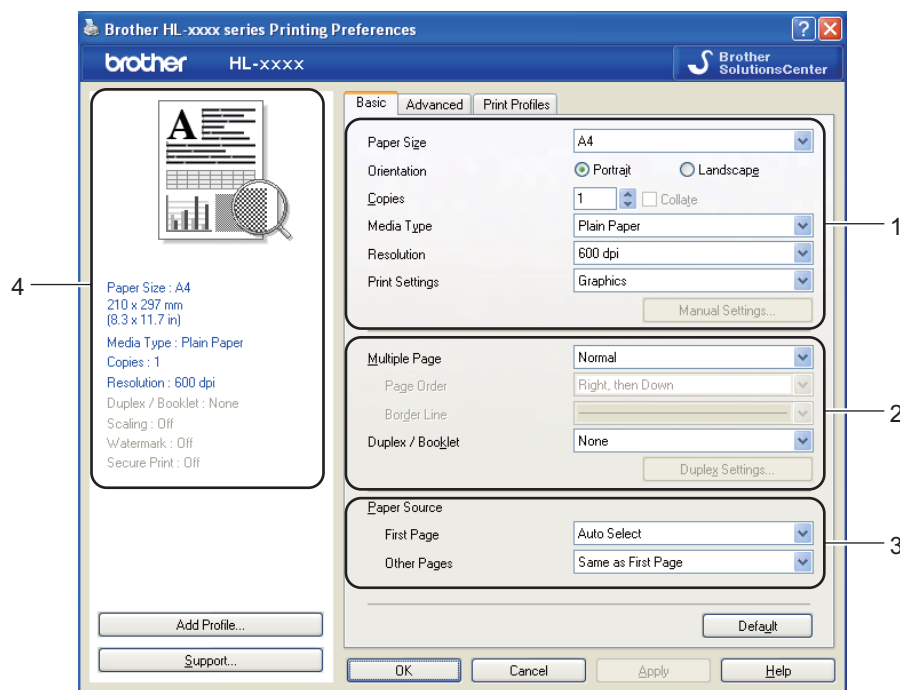 Brother HL-xxxx series Printing Preferences
brother HL-xxxx
Brother
SolutionsCenter
A
Paper Size : A4
210 x 297 mm
(8.3 x 11.7 in)
Media Type : Plain Paper
Copies : 1
Resolution : 600 dpi
Duplex / Booklet : None
Scaling : Off
Watermark : Off
Secure Print : Off
4
Add Profile...
Support...
Basic Advanced Print Profiles
Paper Size A4
Orientation Portrait Landscape
Copies 1 Collate
Media Type Plain Paper
Resolution 600 dpi
Print Settings Graphics
Manual Settings...
1
Multiple Page Normal
Page Order Right, then Down
Border Line
Duplex / Booklet None
Duplex Settings...
2
Paper Source
First Page Auto Select
Other Pages Same as First Page
3
Default
OK Cancel Apply Help